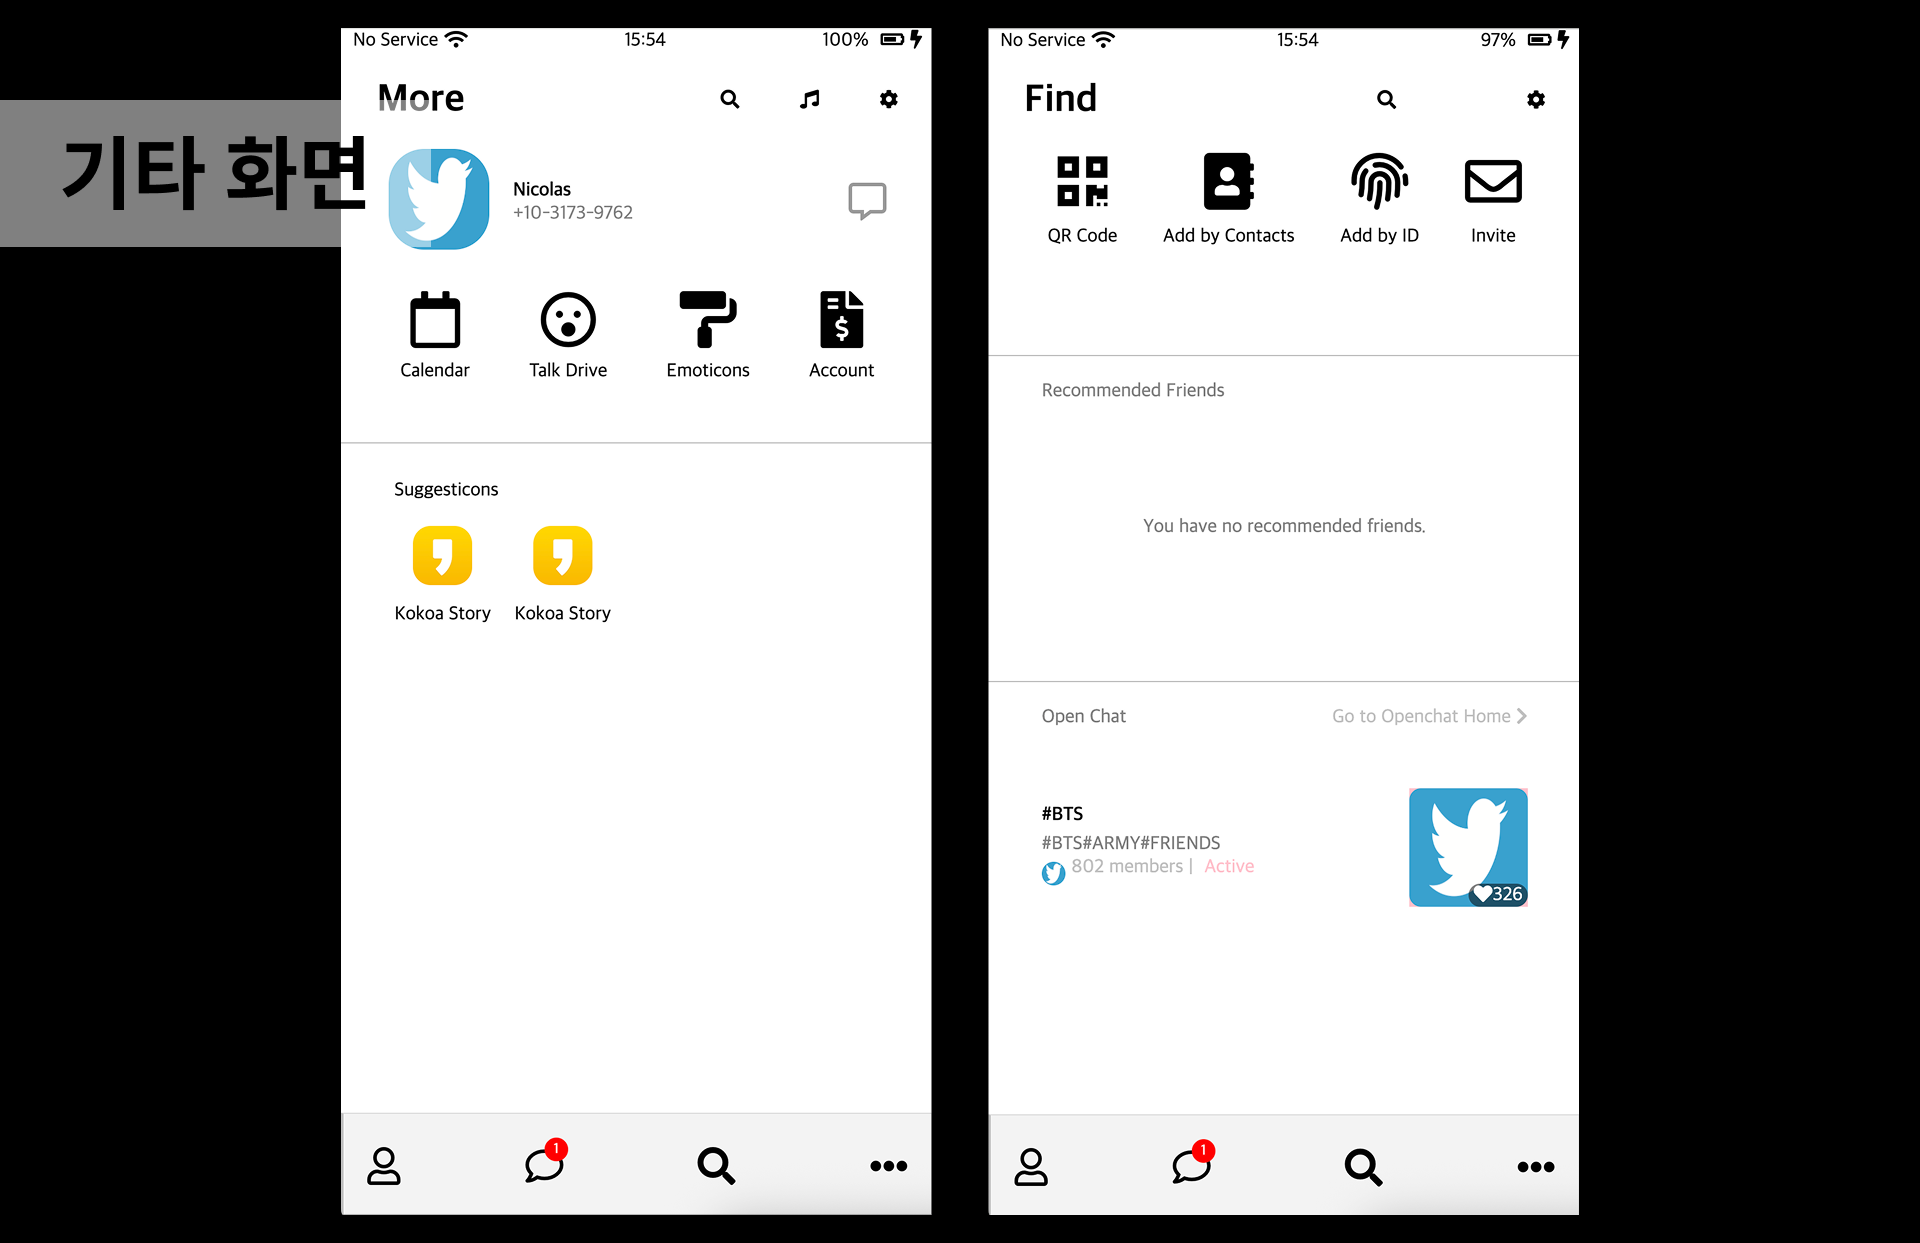 기타 화면
No Service 15:54 100%
More
Nicolas
+10-3173-9762
Calendar Talk Drive Emoticons Account
Suggesticons
Kokoa Story Kokoa Story
1
No Service 15:54 97%
Find
QR Code Add by Contacts Add by ID Invite
Recommended Friends
You have no recommended friends.
Open Chat Go to Openchat Home
#BTS
#BTS#ARMY#FRIENDS
802 members | Active
326
1